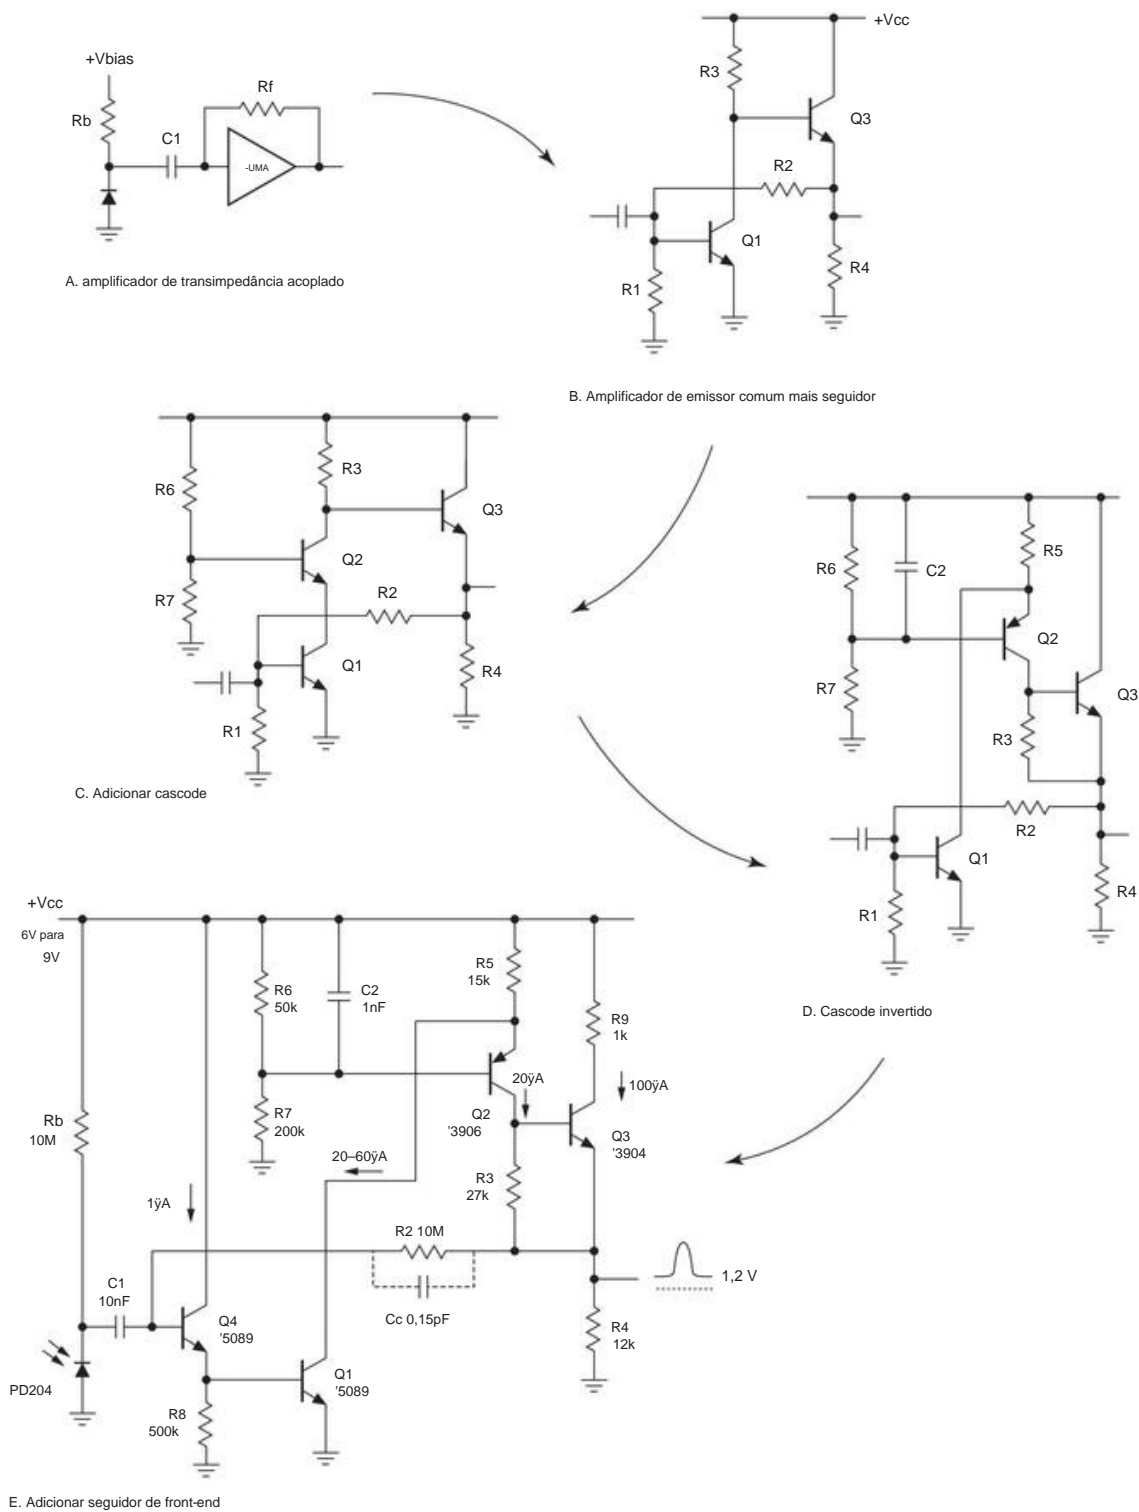 +Vbias
Rb
C1
Rf
-UMA
A. amplificador de transimpedância acoplado
+Vcc
R3
Q3
R2
Q1
R1
R4
B. Amplificador de emissor comum mais seguidor
R6
R3
Q3
Q2
R7
R2
Q1
R4
R1
C. Adicionar cascode
R6
C2
R5
Q2
R7
Q3
R3
R2
Q1
R1
R4
D. Cascode invertido
+Vcc
6V para
9V
R6
50k
C2
1nF
R5
15k
R9
1k
20ÿA
100ÿA
Rb
10M
R7
200k
Q2
'3906
Q3
'3904
20–60ÿA
R3
27k
1ÿA
R2 10M
C1
10nF
Cc 0,15pF
1,2 V
Q4
'5089
R4
12k
PD204
Q1
'5089
R8
500k
E. Adicionar seguidor de front-end